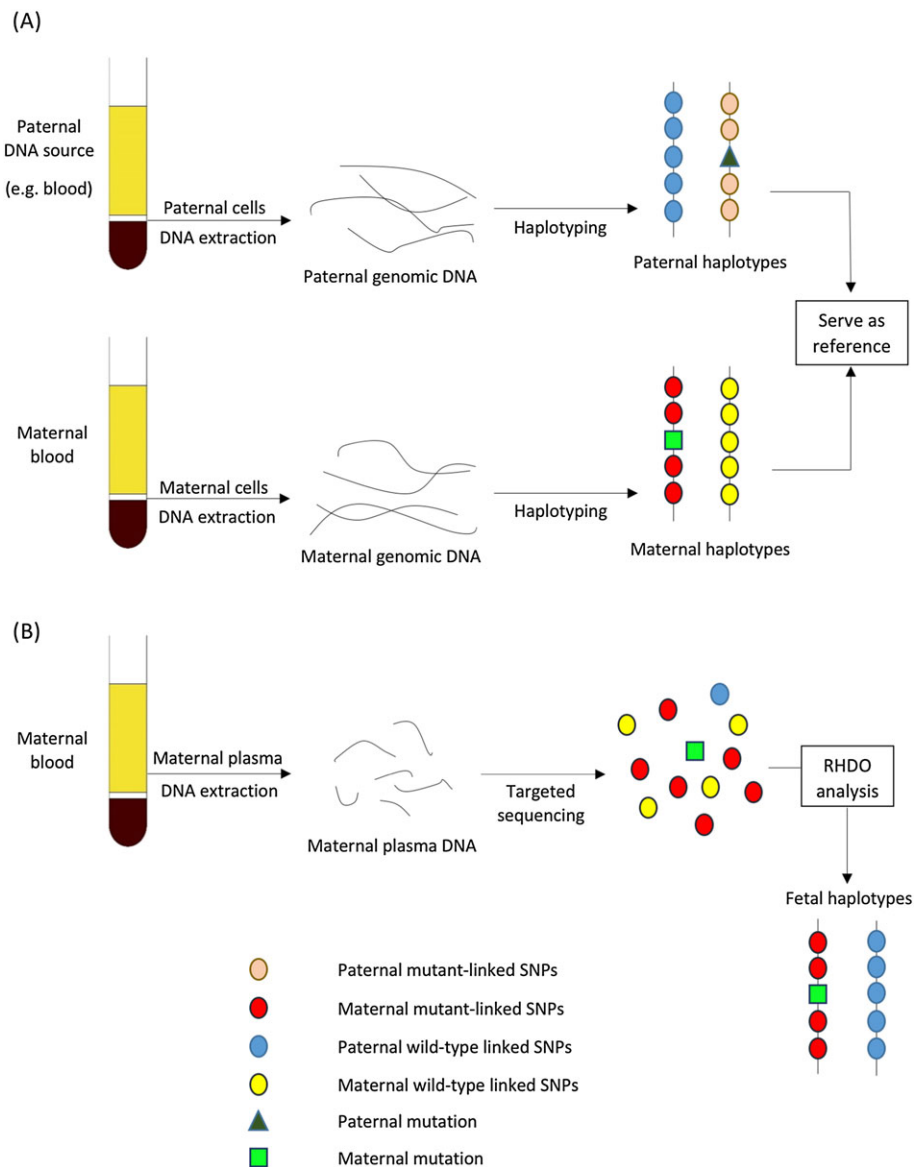 (A)
Paternal
DNA source
(e.g. blood)
Paternal cells
DNA extraction
Paternal genomic DNA
Haplotyping
Paternal haplotypes
Serve as
reference
Maternal
blood
Maternal cells
DNA extraction
Maternal genomic DNA
Haplotyping
Maternal haplotypes
(B)
Maternal
blood
Maternal plasma
DNA extraction
Maternal plasma DNA
Targeted
sequencing
RHDO
analysis
Fetal haplotypes
Paternal mutant-linked SNPs
Maternal mutant-linked SNPs
Paternal wild-type linked SNPs
Maternal wild-type linked SNPs
Paternal mutation
Maternal mutation